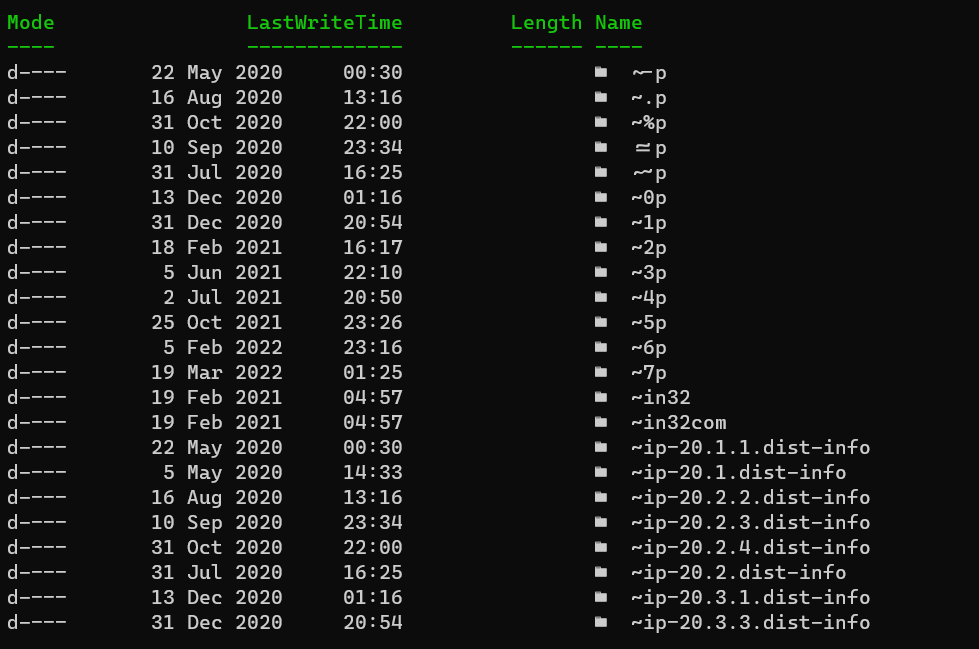 Mode LastWriteTime Length Name
---- ------------- ------ ----
d---- 22 May 2020 00:30 ~-p
d---- 16 Aug 2020 13:16 ~.p
d---- 31 Oct 2020 22:00 ~%p
d---- 10 Sep 2020 23:34 ~=p
d---- 31 Jul 2020 16:25 ~~p
d---- 13 Dec 2020 01:16 ~0p
d---- 31 Dec 2020 20:54 ~1p
d---- 18 Feb 2021 16:17 ~2p
d---- 5 Jun 2021 22:10 ~3p
d---- 2 Jul 2021 20:50 ~4p
d---- 25 Oct 2021 23:26 ~5p
d---- 5 Feb 2022 23:16 ~6p
d---- 19 Mar 2022 01:25 ~7p
d---- 19 Feb 2021 04:57 ~in32
d---- 19 Feb 2021 04:57 ~in32com
d---- 22 May 2020 00:30 ~ip-20.1.1.dist-info
d---- 5 May 2020 14:33 ~ip-20.1.dist-info
d---- 16 Aug 2020 13:16 ~ip-20.2.2.dist-info
d---- 10 Sep 2020 23:34 ~ip-20.2.3.dist-info
d---- 31 Oct 2020 22:00 ~ip-20.2.4.dist-info
d---- 31 Jul 2020 16:25 ~ip-20.2.dist-info
d---- 13 Dec 2020 01:16 ~ip-20.3.1.dist-info
d---- 31 Dec 2020 20:54 ~ip-20.3.3.dist-info